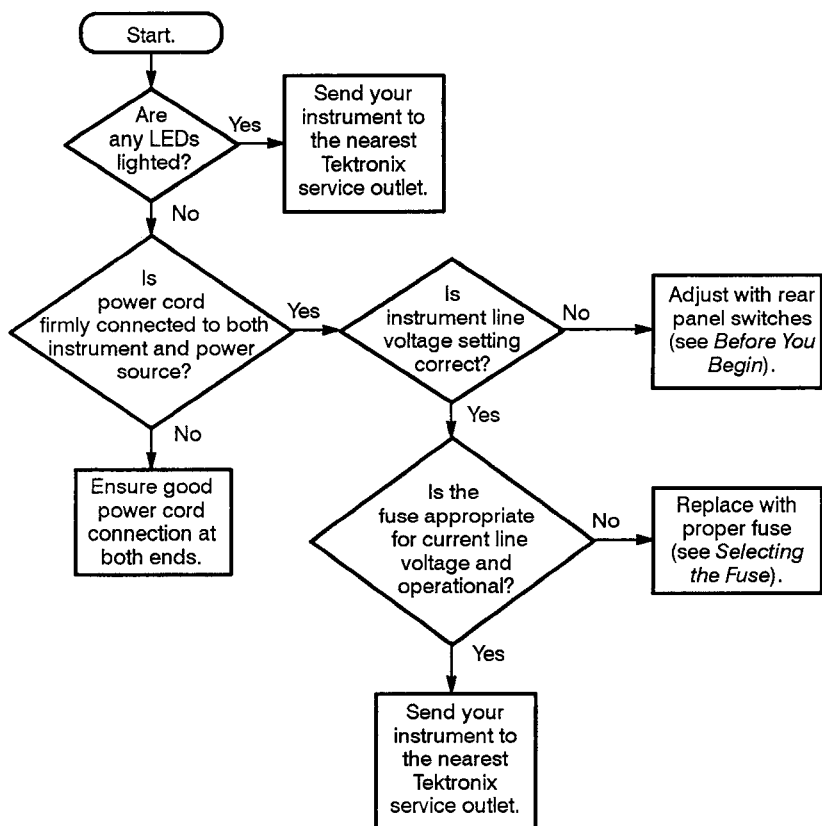 Start.
Are
any LEDs
lighted?
Yes
Send your
instrument to
the nearest
Tektronix
service outlet.
No
Is
power cord
firmly connected to both
instrument and power
source?
Yes
Is
instrument line
voltage setting
correct?
No
Adjust with rear
panel switches
(see Before You
Begin).
No
Ensure good
power cord
connection at
both ends.
Yes
Is the
fuse appropriate
for current line
voltage and
operational?
No
Replace with
proper fuse
(see Selecting
the Fuse).
Yes
Send your
instrument to
the nearest
Tektronix
service outlet.